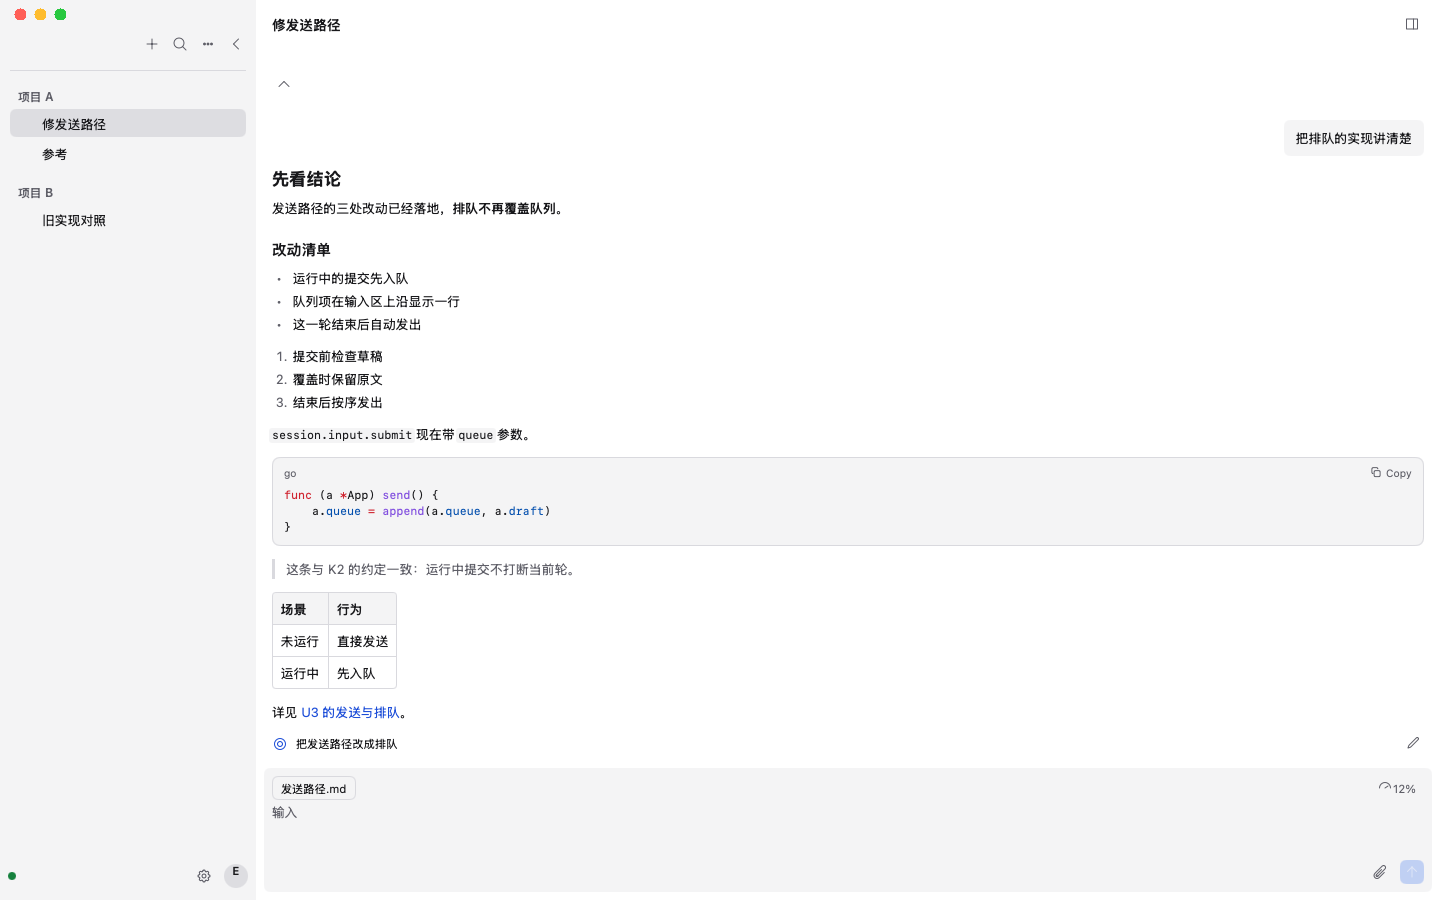 修发送路径
项目 A
修发送路径
参考
项目 B
旧实现对照
把排队的实现讲清楚
先看结论
发送路径的三处改动已经落地，排队不再覆盖队列。
改动清单
• 运行中的提交先入队
• 队列项在输入区上沿显示一行
• 这一轮结束后自动发出
1. 提交前检查草稿
2. 覆盖时保留原文
3. 结束后按序发出
session.input.submit 现在带 queue 参数。
go
Copy
func (a *App) send() {
    a.queue = append(a.queue, a.draft)
}
这条与 K2 的约定一致：运行中提交不打断当前轮。
场景 行为
未运行 直接发送
运行中 先入队
详见 U3 的发送与排队。
把发送路径改成排队
发送路径.md
12%
输入
E